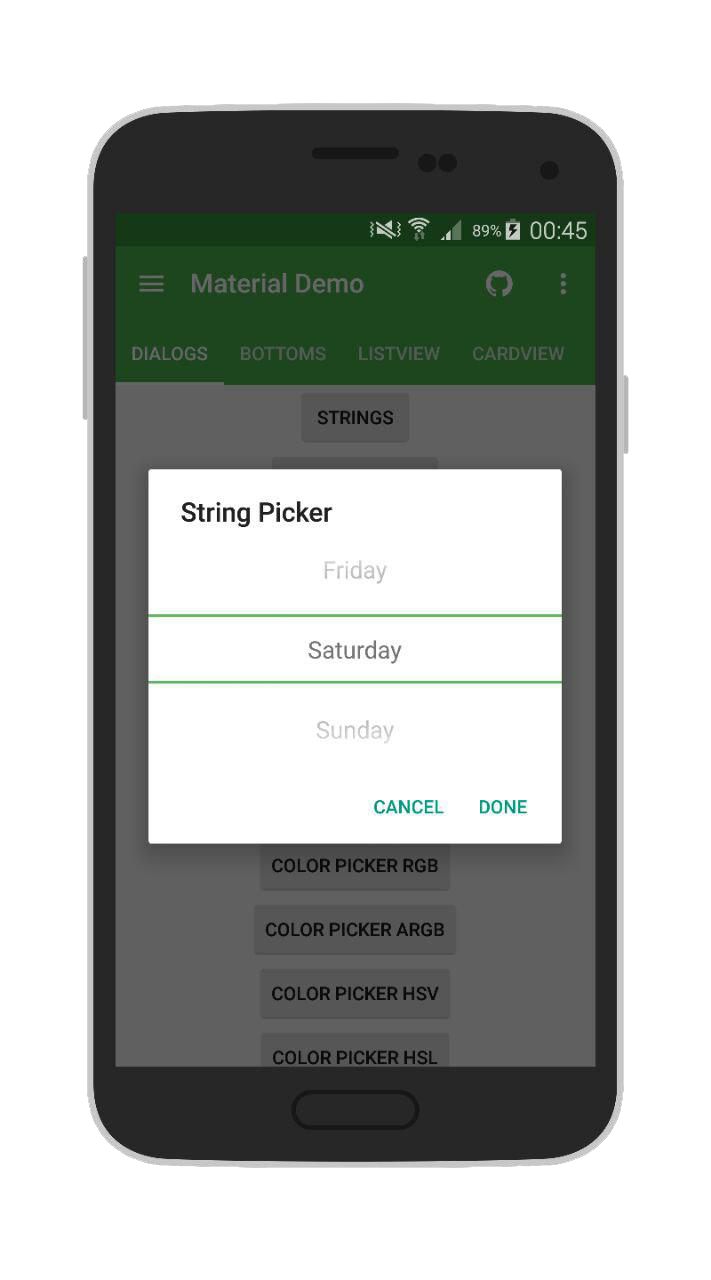 89% 00:45
Material Demo
DIALOGS BOTTOMS LISTVIEW CARDVIEW
STRINGS
String Picker
Friday
Saturday
Sunday
CANCEL DONE
COLOR PICKER RGB
COLOR PICKER ARGB
COLOR PICKER HSV
COLOR PICKER HSL